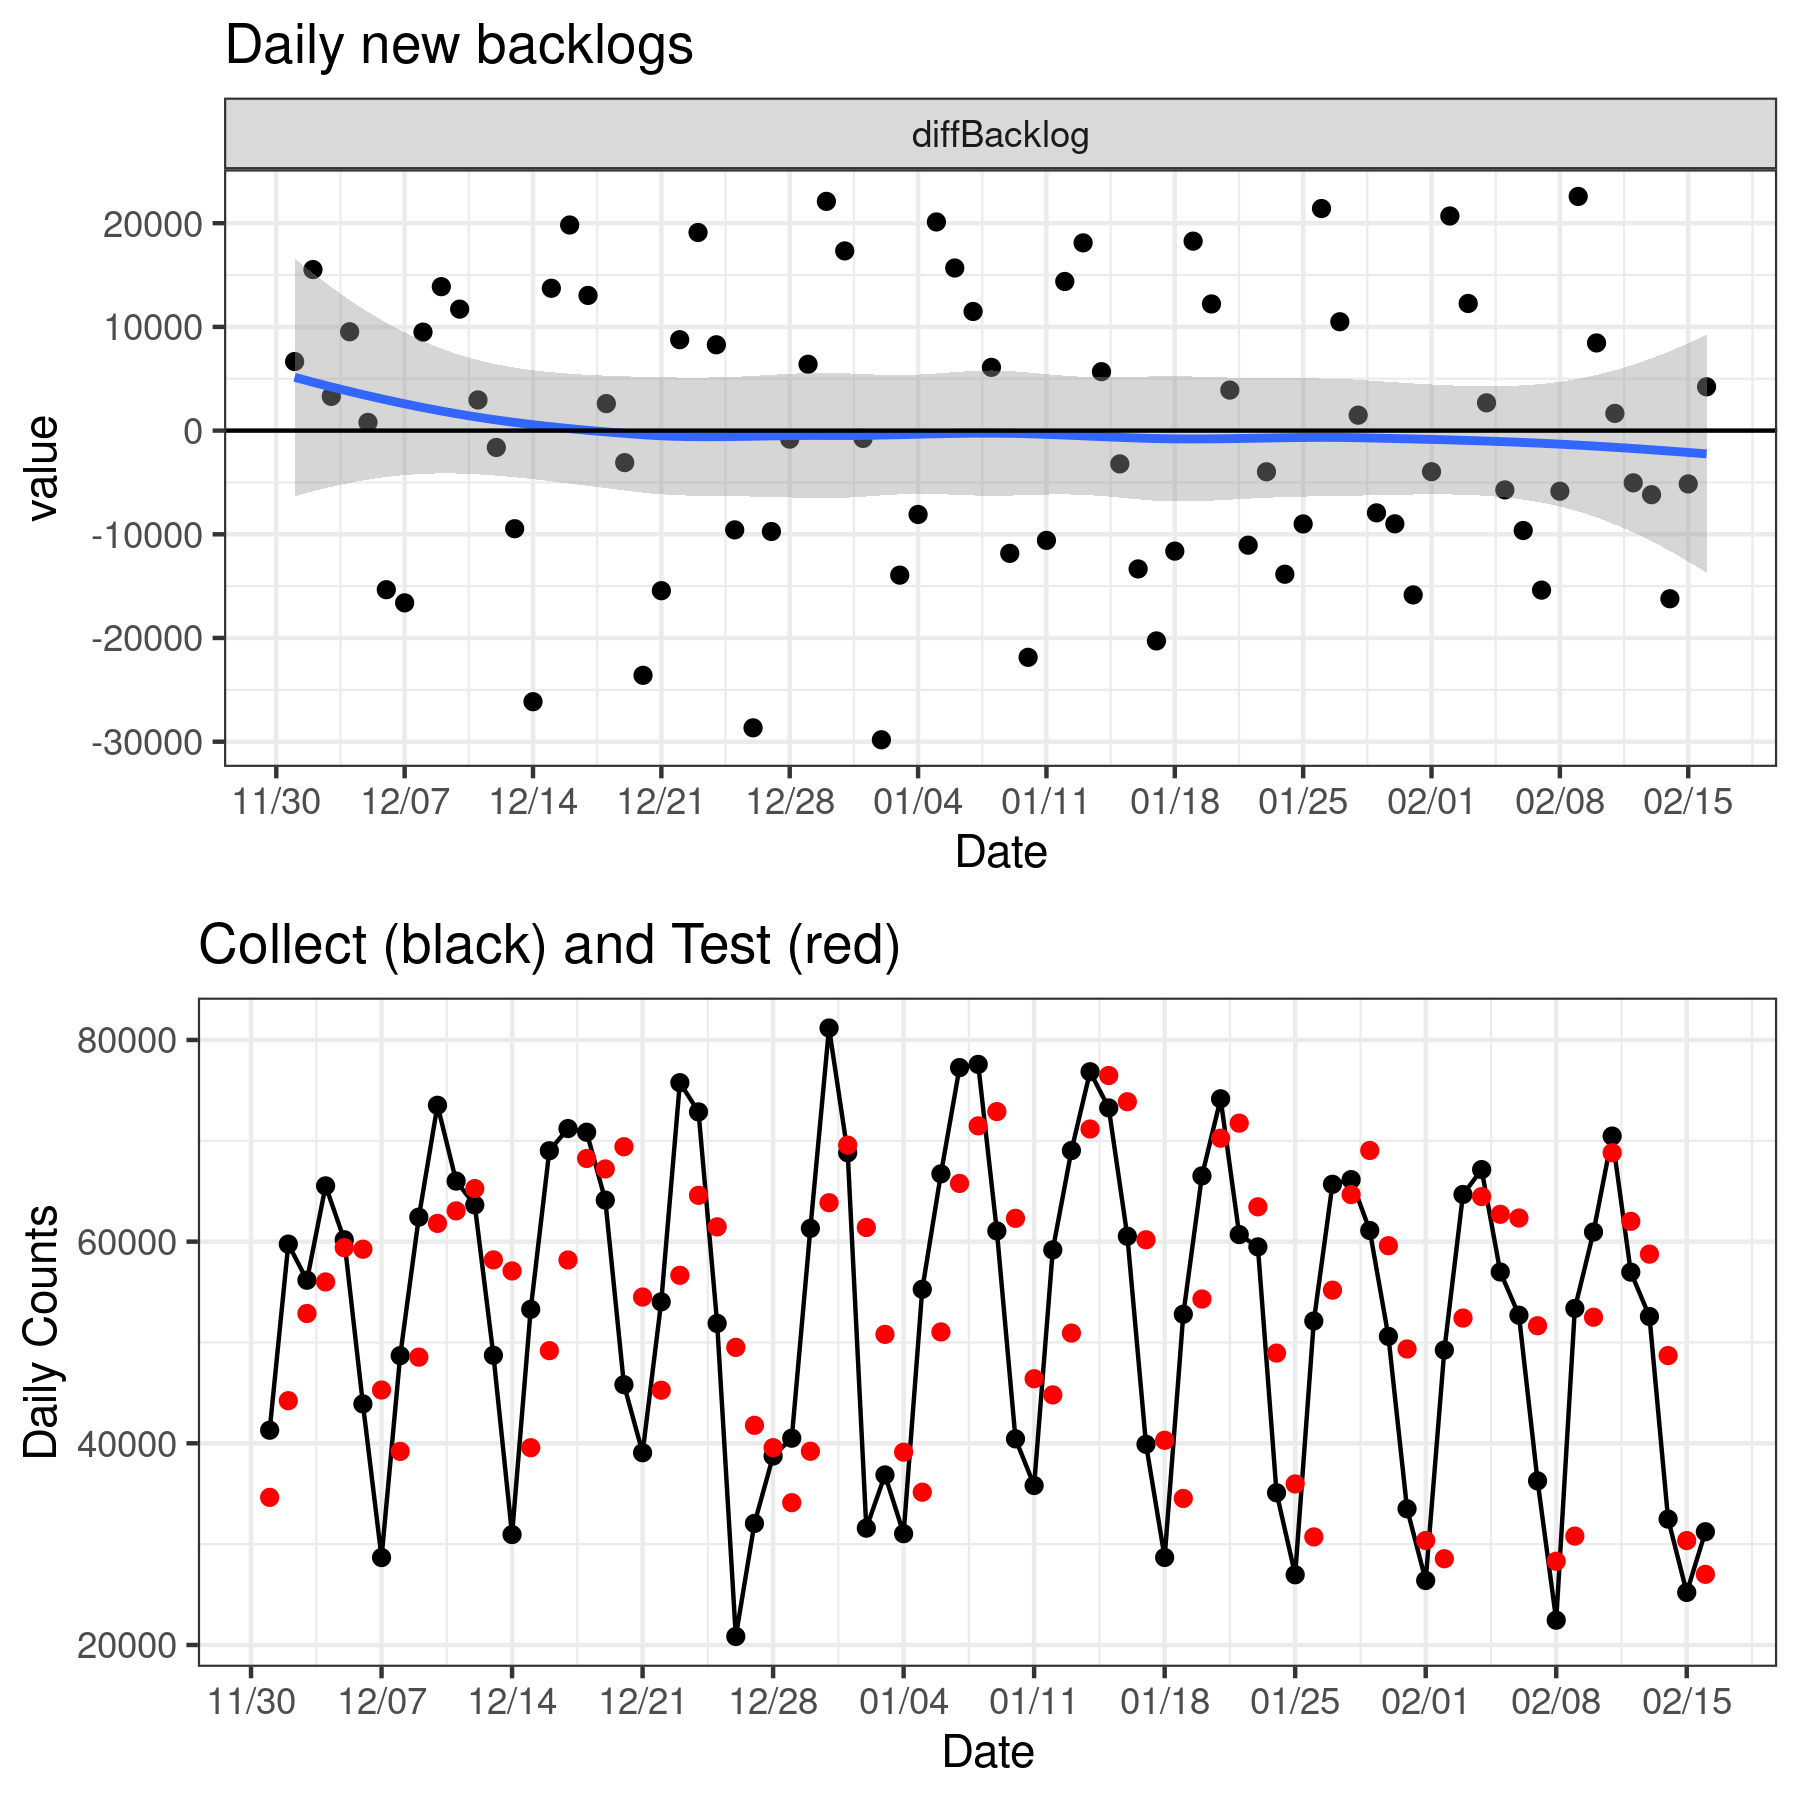 Daily new backlogs
diffBacklog
value
20000
10000
0
-10000
-20000
-30000
11/30 12/07 12/14 12/21 12/28 01/04 01/11 01/18 01/25 02/01 02/08 02/15
Date
Collect (black) and Test (red)
Daily Counts
80000
60000
40000
20000
11/30 12/07 12/14 12/21 12/28 01/04 01/11 01/18 01/25 02/01 02/08 02/15
Date